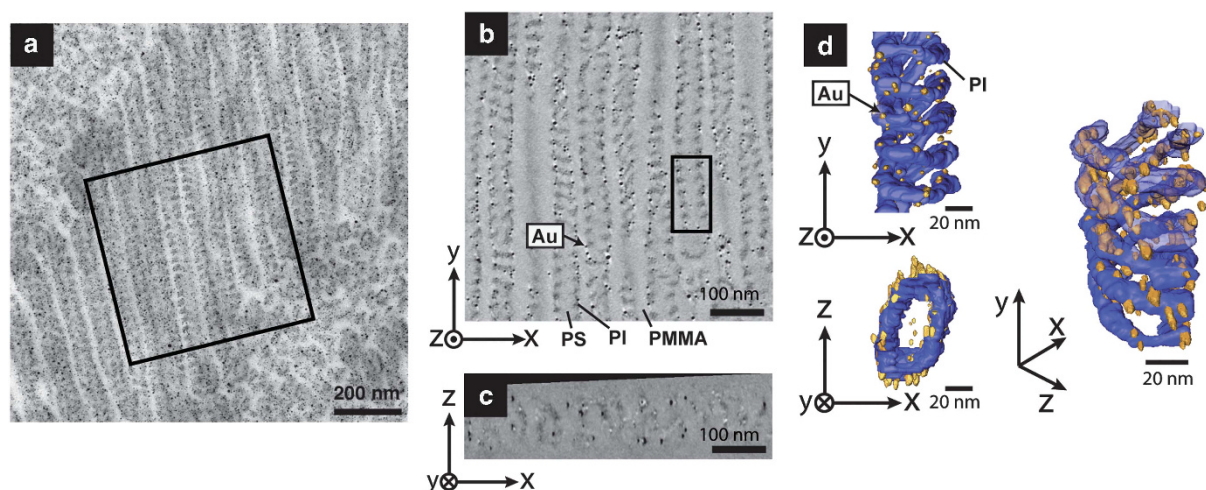 a
200 nm
b
Au
100 nm
y
Z X
PS PI PMMA
c
z
100 nm
y X
d
PI
Au
y
Z X
20 nm
z
y X
20 nm
y
X
Z
20 nm